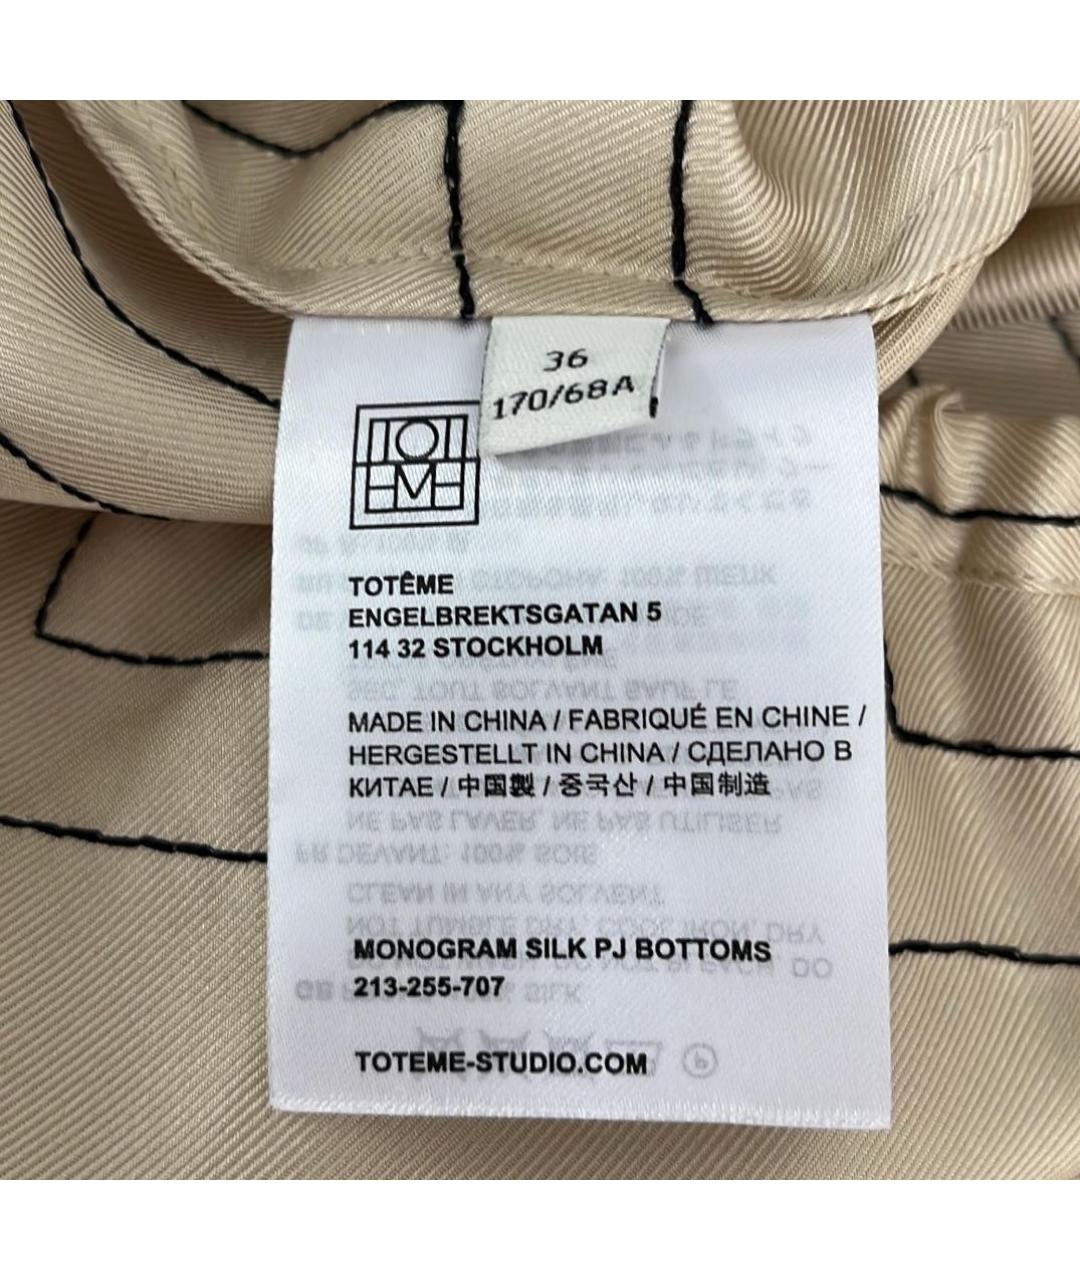 36
170/68A
TOTÊME
ENGELBREKTSGATAN 5
114 32 STOCKHOLM
MADE IN CHINA / FABRIQUÉ EN CHINE /
HERGESTELLT IN CHINA / СДЕЛАНО В
КИТАЕ / 中国製 / 중국산 / 中国制造
MONOGRAM SILK PJ BOTTOMS
213-255-707
TOTEME-STUDIO.COM